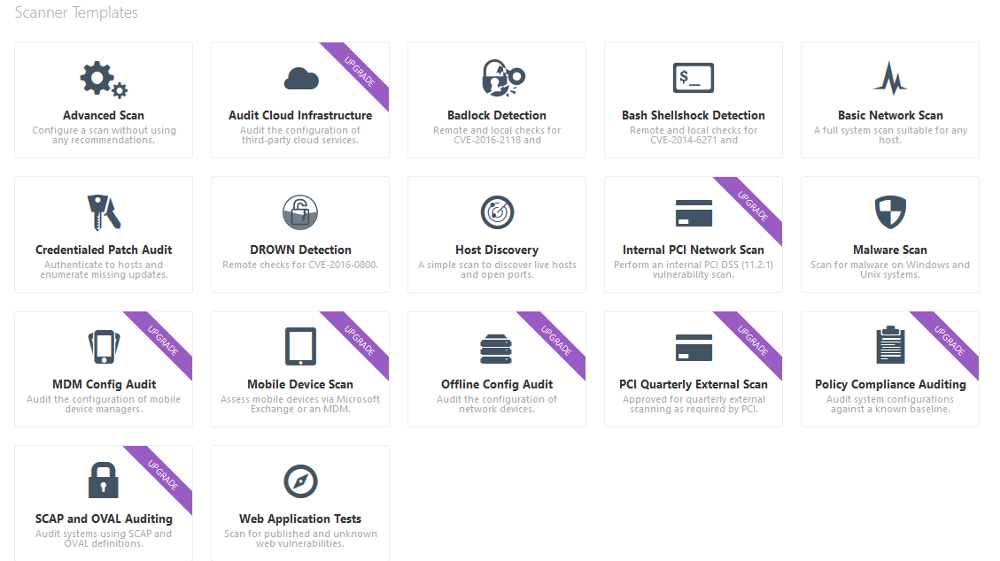 Scanner Templates
Advanced Scan
Configure a scan without using
any recommendations.
UPGRADE
Audit Cloud Infrastructure
Audit the configuration of
third-party cloud services.
Badlock Detection
Remote and local checks for
CVE-2016-2118 and
$_
Bash Shellshock Detection
Remote and local checks for
CVE-2014-6271 and
Basic Network Scan
A full system scan suitable for any
host.
Credentialed Patch Audit
Authenticate to hosts and
enumerate missing updates.
DROWN Detection
Remote checks for CVE-2016-0800.
Host Discovery
A simple scan to discover live hosts
and open ports.
UPGRADE
Internal PCI Network Scan
Perform an internal PCI DSS (11.2.1)
vulnerability scan.
Malware Scan
Scan for malware on Windows and
Unix systems.
UPGRADE
MDM Config Audit
Audit the configuration of mobile
device managers.
UPGRADE
Mobile Device Scan
Assess mobile devices via Microsoft
Exchange or an MDM.
UPGRADE
Offline Config Audit
Audit the configuration of
network devices.
UPGRADE
PCI Quarterly External Scan
Approved for quarterly external
scanning as required by PCI.
UPGRADE
Policy Compliance Auditing
Audit system configurations
against a known baseline.
UPGRADE
SCAP and OVAL Auditing
Audit systems using SCAP and
OVAL definitions.
Web Application Tests
Scan for published and unknown
web vulnerabilities.